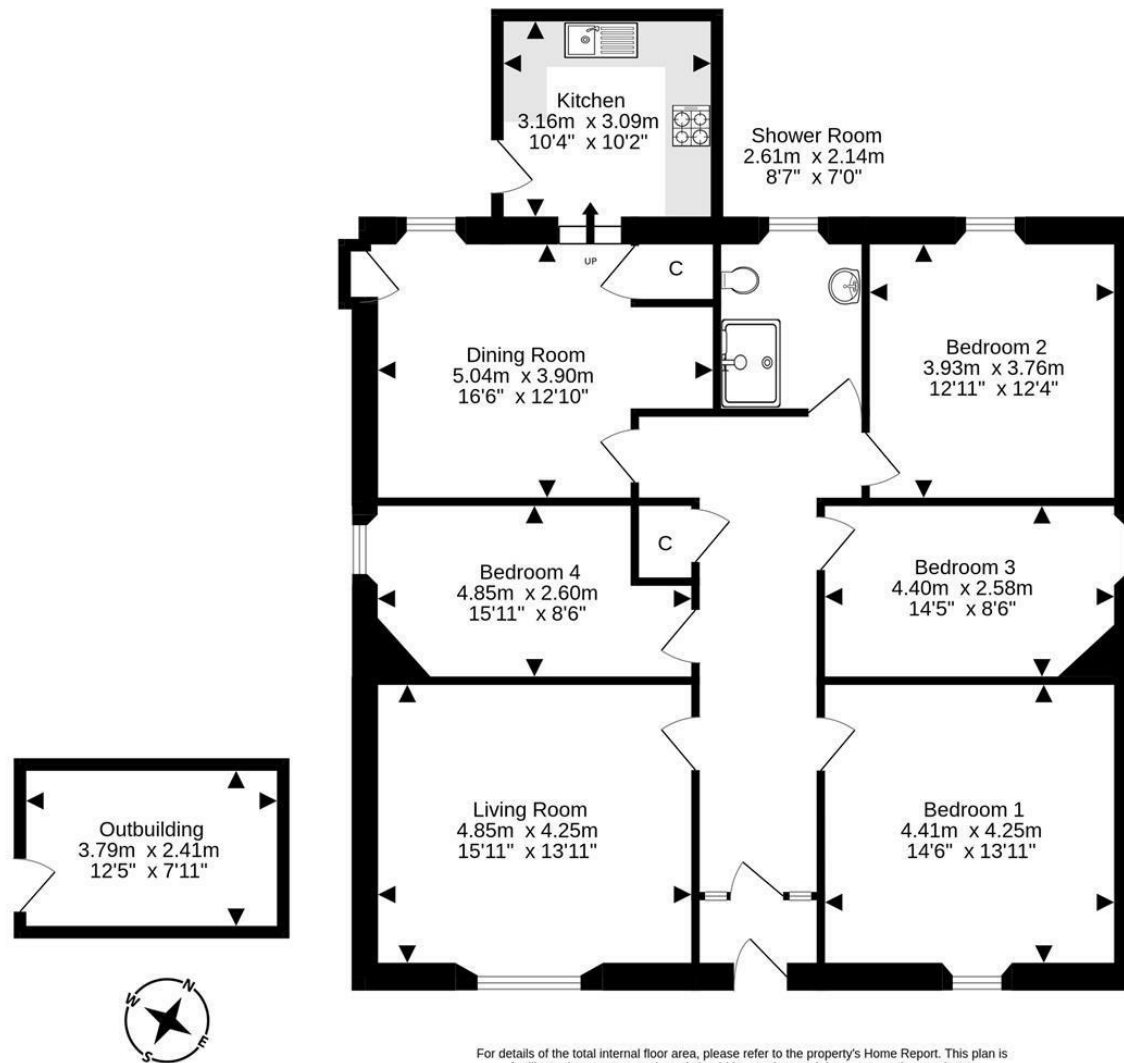 Kitchen
3.16m x 3.09m
10'4" x 10'2"
Shower Room
2.61m x 2.14m
8'7" x 7'0"
UP
C
Dining Room
5.04m x 3.90m
16'6" x 12'10"
Bedroom 2
3.93m x 3.76m
12'11" x 12'4"
C
Bedroom 4
4.85m x 2.60m
15'11" x 8'6"
Bedroom 3
4.40m x 2.58m
14'5" x 8'6"
Living Room
4.85m x 4.25m
15'11" x 13'11"
Bedroom 1
4.41m x 4.25m
14'6" x 13'11"
Outbuilding
3.79m x 2.41m
12'5" x 7'11"
N
W
E
S
For details of the total internal floor area, please refer to the property's Home Report. This plan is